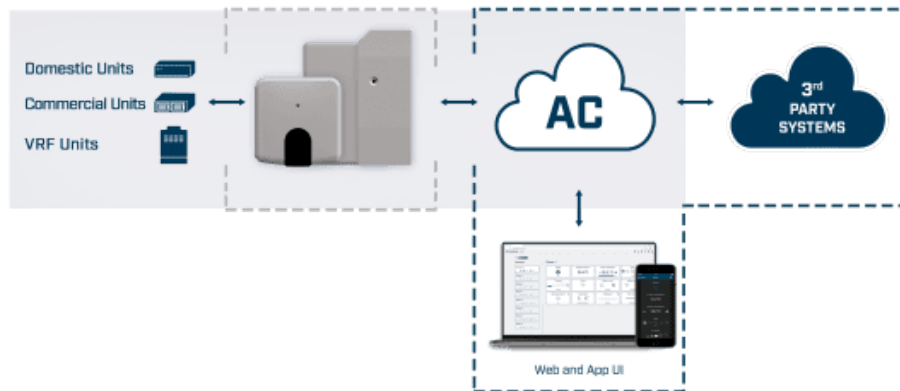 Domestic Units
Commercial Units
VRF Units
AC
3rd
PARTY
SYSTEMS
Web and App UI